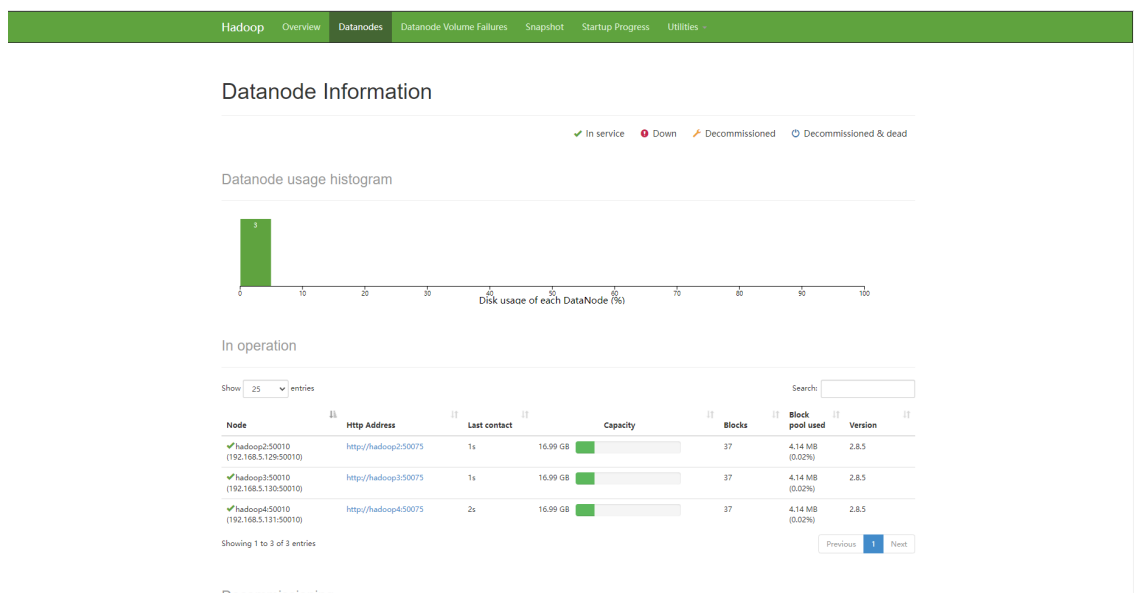 Hadoop Overview Datanodes Datanode Volume Failures Snapshot Startup Progress Utilities
Datanode Information
In service Down Decommissioned Decommissioned & dead
Datanode usage histogram
3
0 10 20 30 40 50 60 70 80 90 100
Disk usage of each DataNode (%)
In operation
Show 25 entries Search:
Node Http Address Last contact Capacity Blocks Block pool used Version
hadoop2:50010 http://hadoop2:50075 1s 16.99 GB 37 4.14 MB 2.8.5
(192.168.5.129:50010) (0.02%)
hadoop3:50010 http://hadoop3:50075 1s 16.99 GB 37 4.14 MB 2.8.5
(192.168.5.130:50010) (0.02%)
hadoop4:50010 http://hadoop4:50075 2s 16.99 GB 37 4.14 MB 2.8.5
(192.168.5.131:50010) (0.02%)
Showing 1 to 3 of 3 entries Previous 1 Next